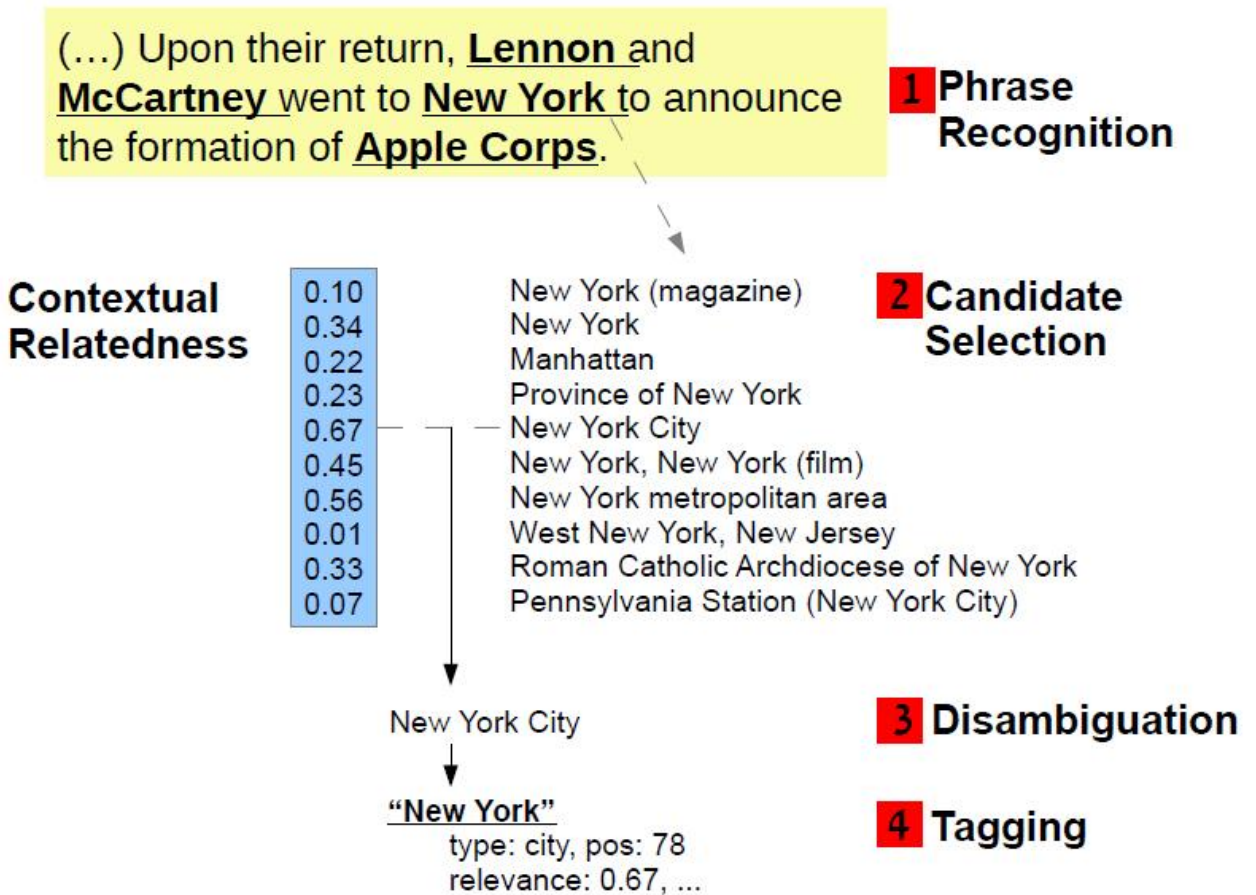 (...) Upon their return, Lennon and
McCartney went to New York to announce
the formation of Apple Corps.
1 Phrase
Recognition
Contextual
Relatedness
0.10 New York (magazine)
0.34 New York
0.22 Manhattan
0.23 Province of New York
0.67 New York City
0.45 New York, New York (film)
0.56 New York metropolitan area
0.01 West New York, New Jersey
0.33 Roman Catholic Archdiocese of New York
0.07 Pennsylvania Station (New York City)
2 Candidate
Selection
New York City
3 Disambiguation
“New York”
type: city, pos: 78
relevance: 0.67, ...
4 Tagging